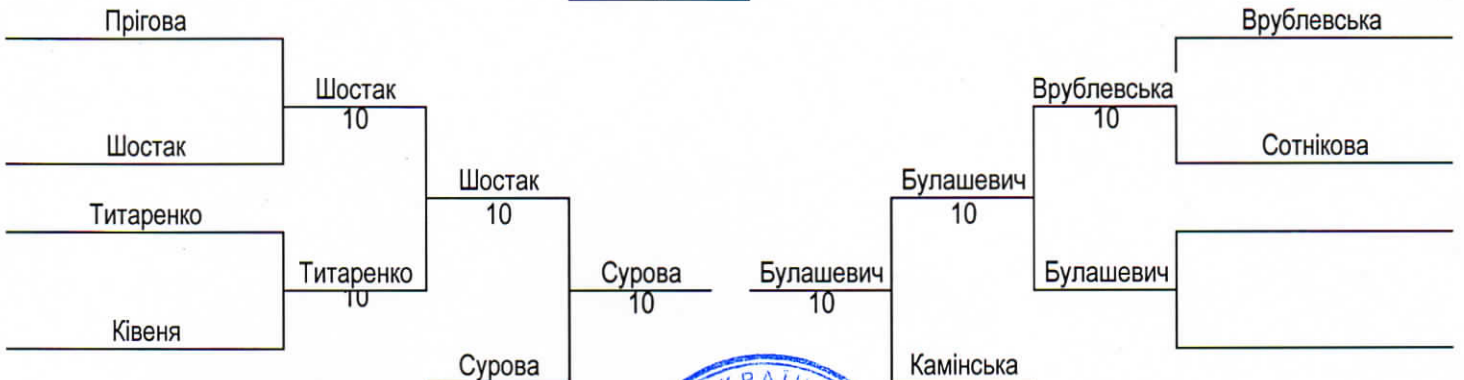 Прігова
Врублевська
Шостак
10
Врублевська
10
Шостак
Сотнікова
Шостак
10
Булашевич
10
Титаренко
Титаренко
10
Сурова
10
Булашевич
10
Булашевич
Ківеня
Сурова
Камінська